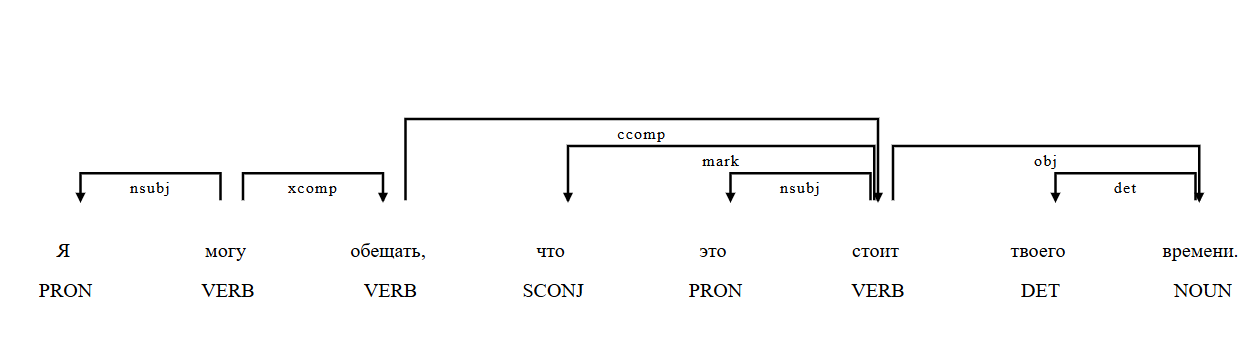 ccomp
mark obj
nsubj xcomp nsubj det
Я могу обещать, что это стоит твоего времени.
PRON VERB VERB SCONJ PRON VERB DET NOUN